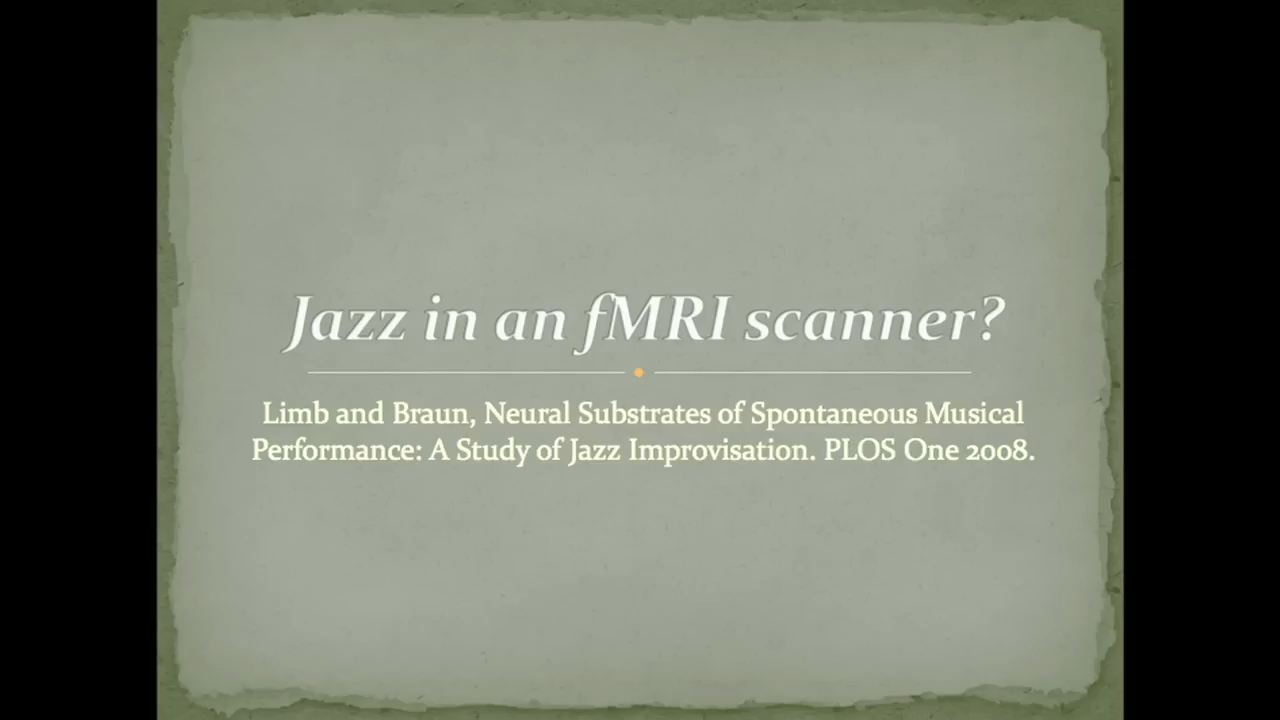 Jazz in an fMRI scanner?
Limb and Braun, Neural Substrates of Spontaneous Musical
Performance: A Study of Jazz Improvisation. PLOS One 2008.